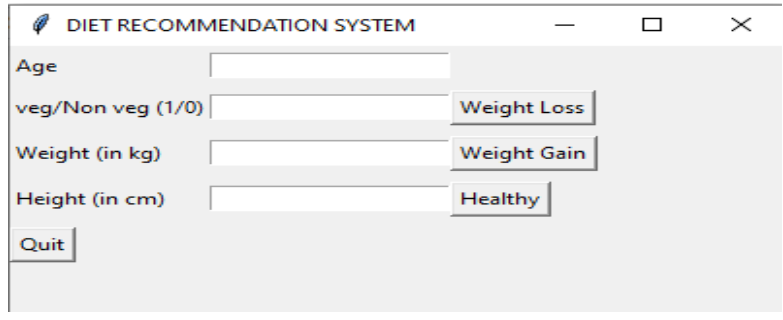 DIET RECOMMENDATION SYSTEM
Age
veg/Non veg (1/0) Weight Loss
Weight (in kg) Weight Gain
Height (in cm) Healthy
Quit